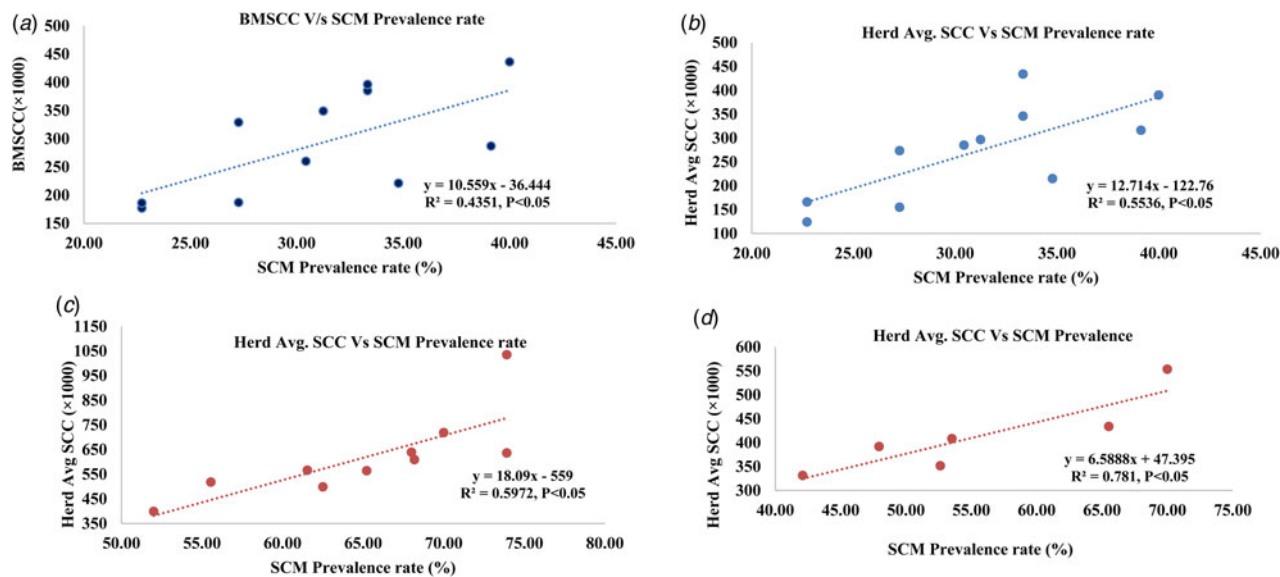 (a)
BMSCC V/s SCM Prevalence rate
500
450
400
350
300
250
200
150
BMSCC(×1000)
y = 10.559x - 36.444
R² = 0.4351, P<0.05
20.00 25.00 30.00 35.00 40.00 45.00
SCM Prevalence rate (%)
(b)
Herd Avg. SCC Vs SCM Prevalence rate
500
450
400
350
300
250
200
150
100
Herd Avg SCC (×1000)
y = 12.714x - 122.76
R² = 0.5536, P<0.05
20.00 25.00 30.00 35.00 40.00 45.00
SCM Prevalence rate (%)
(c)
Herd Avg. SCC Vs SCM Prevalence rate
1150
1050
950
850
750
650
550
450
350
Herd Avg SCC (×1000)
y = 18.09x - 559
R² = 0.5972, P<0.05
50.00 55.00 60.00 65.00 70.00 75.00 80.00
SCM Prevalence rate (%)
(d)
Herd Avg. SCC Vs SCM Prevalence
600
550
500
450
400
350
300
Herd Avg SCC (×1000)
y = 6.5888x + 47.395
R² = 0.781, P<0.05
40.00 45.00 50.00 55.00 60.00 65.00 70.00 75.00
SCM Prevalence rate (%)